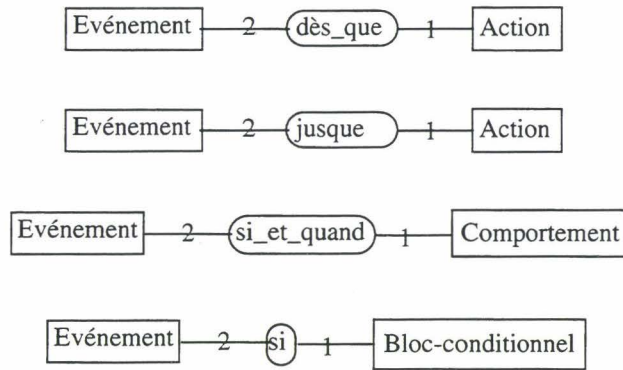 Evénement 2 dès_que 1 Action
Evénement 2 jusque 1 Action
Evénement 2 si_et_quand 1 Comportement
Evénement 2 si 1 Bloc-conditionnel